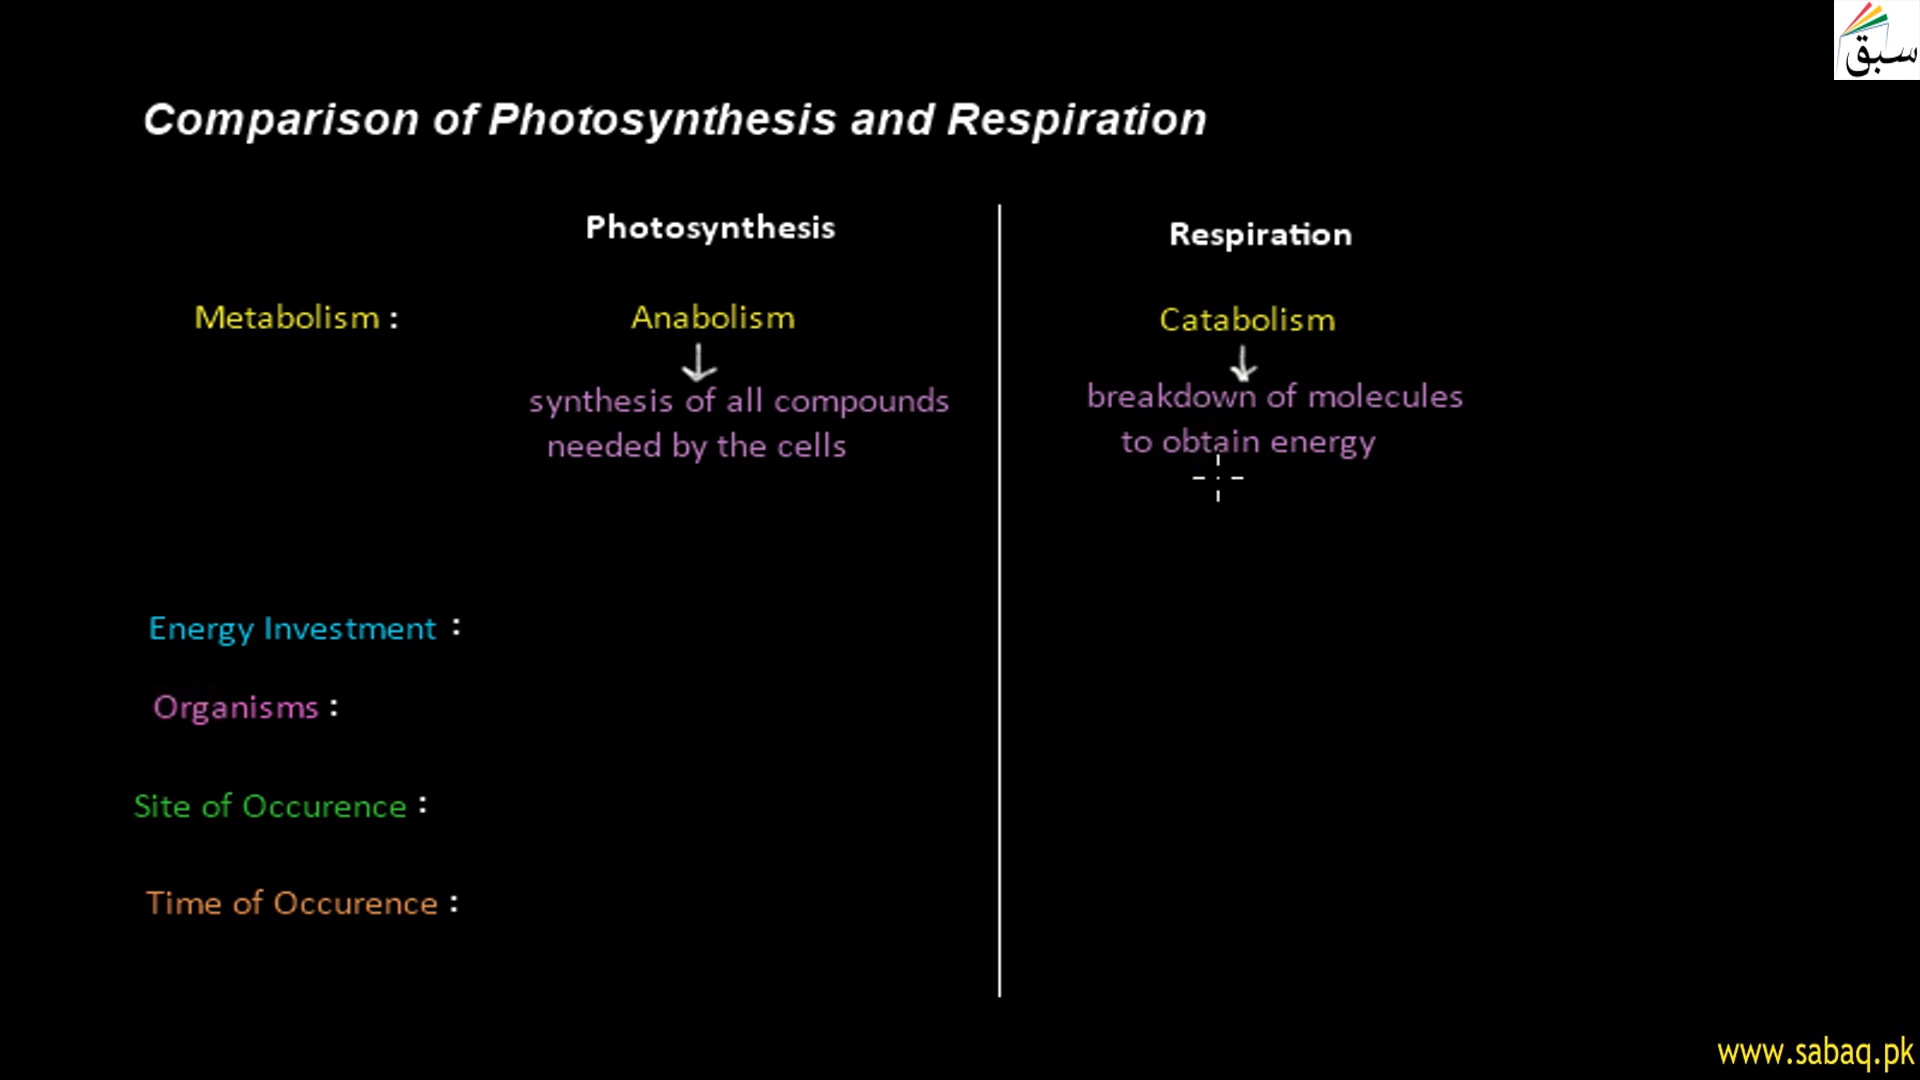 سبق
Comparison of Photosynthesis and Respiration
Photosynthesis
Respiration
Metabolism :
Anabolism
Catabolism
synthesis of all compounds
needed by the cells
breakdown of molecules
to obtain energy
Energy Investment :
Organisms :
Site of Occurence :
Time of Occurence :
www.sabaq.pk